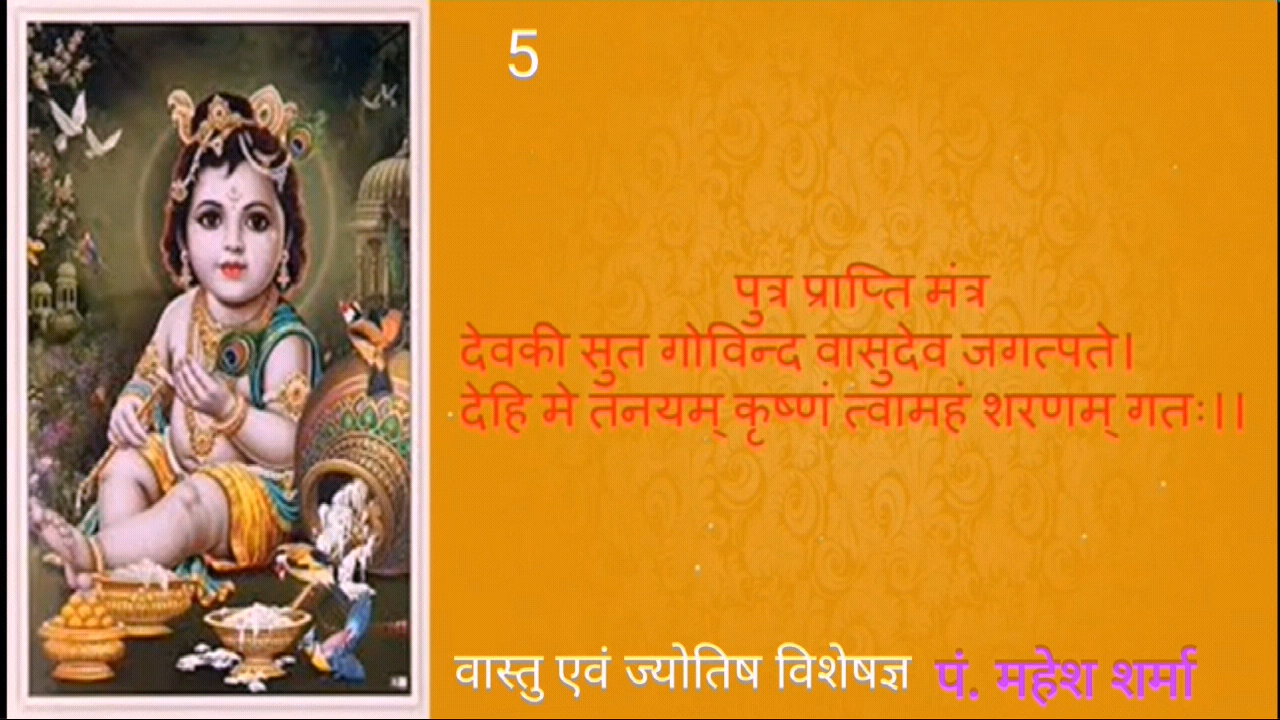 5
पुत्र प्राप्ति मंत्र
देवकी सुत गोविन्द वासुदेव जगत्पते।
देहि मे तनयम् कृष्णं त्वामहं शरणम् गतः।।
वास्तु एवं ज्योतिष विशेषज्ञ पं. महेश शर्मा